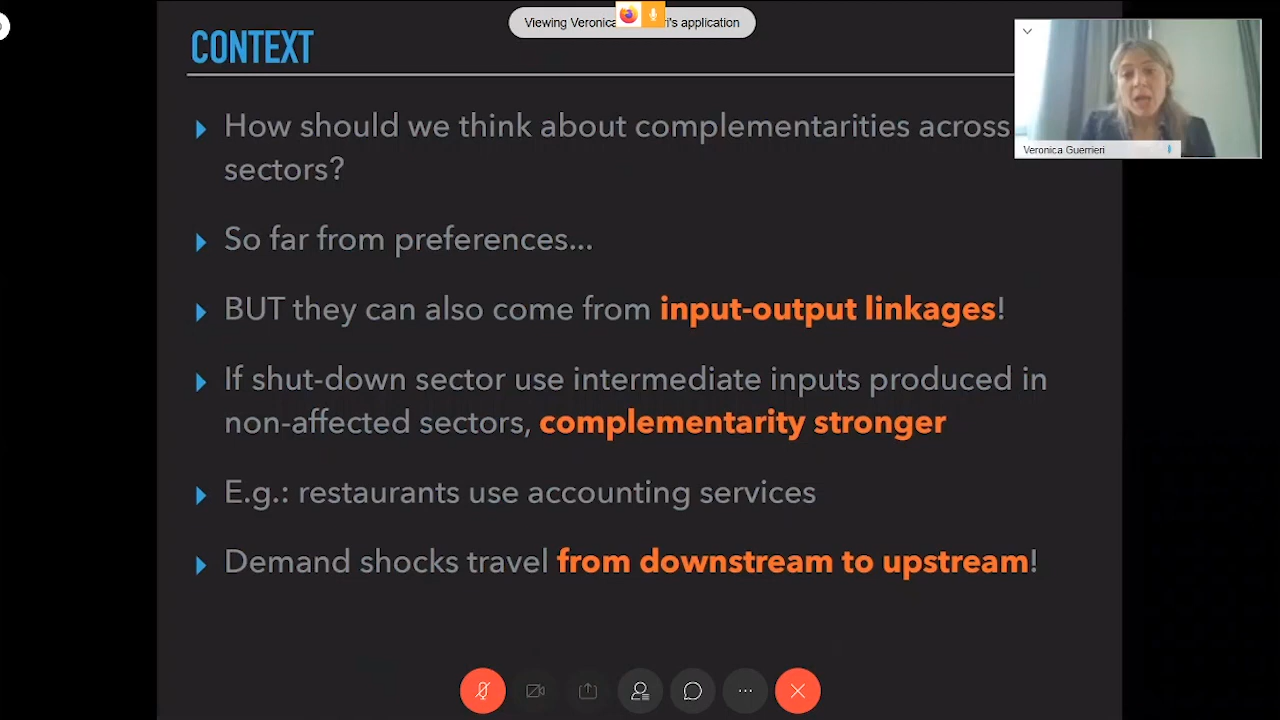 Viewing Veronica
ri's application
CONTEXT
Veronica Guerrieri
How should we think about complementarities across
sectors?
So far from preferences...
BUT they can also come from input-output linkages!
If shut-down sector use intermediate inputs produced in
non-affected sectors, complementarity stronger
E.g.: restaurants use accounting services
Demand shocks travel from downstream to upstream!